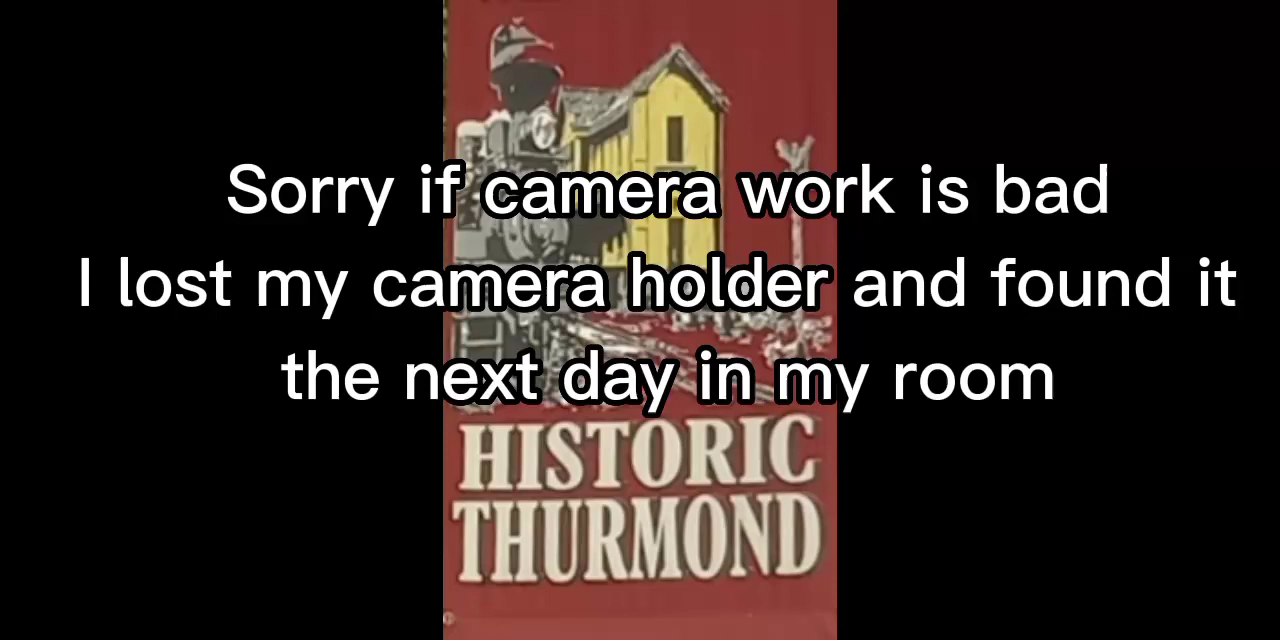 Sorry if camera work is bad
I lost my camera holder and found it
the next day in my room
HISTORIC
THURMOND